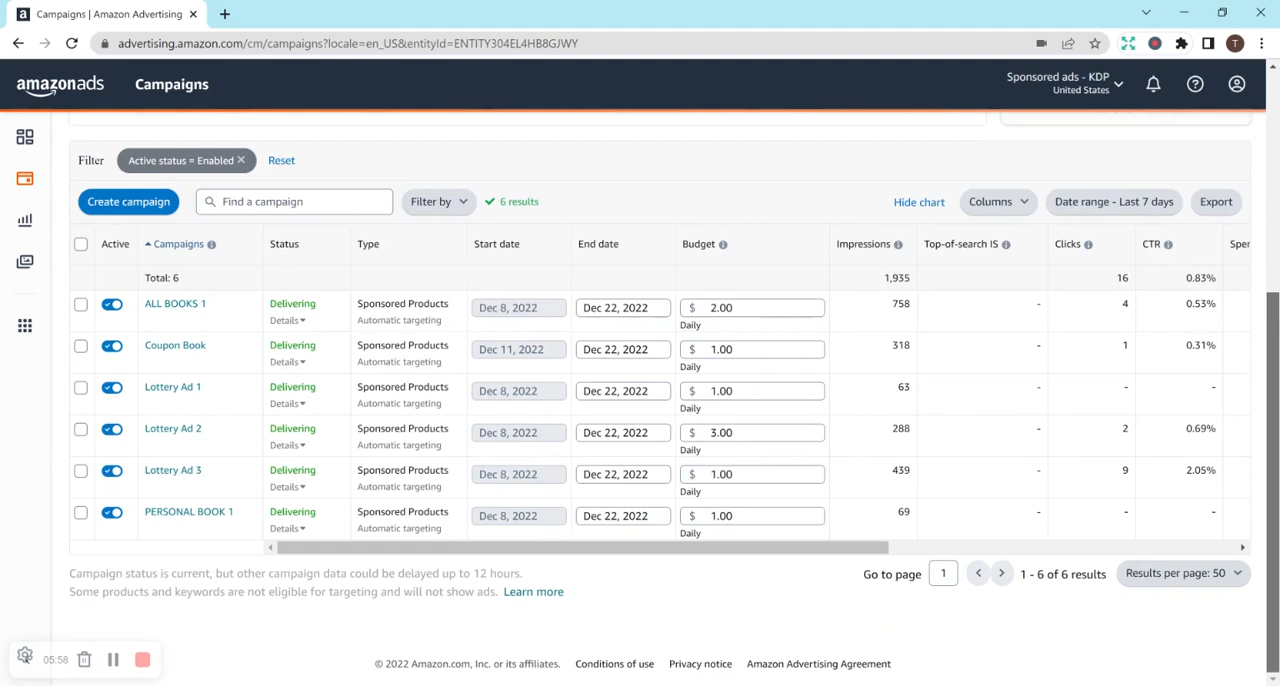 a Campaigns | Amazon Advertising
advertising.amazon.com/cm/campaigns?locale=en_US&entityId=ENTITY304EL4HB8GJWY
T
amazonads Campaigns Sponsored ads - KDP
United States
Filter Active status = Enabled Reset
Create campaign Find a campaign Filter by 6 results Hide chart Columns Date range - Last 7 days Export
Active Campaigns Status Type Start date End date Budget Impressions Top-of-search IS Clicks CTR Sper
Total: 6 1,935 16 0.83%
ALL BOOKS 1 Delivering Sponsored Products Dec 8, 2022 Dec 22, 2022 $ 2.00 758 - 4 0.53%
Details Automatic targeting Daily
Coupon Book Delivering Sponsored Products Dec 11, 2022 Dec 22, 2022 $ 1.00 318 - 1 0.31%
Details Automatic targeting Daily
Lottery Ad 1 Delivering Sponsored Products Dec 8, 2022 Dec 22, 2022 $ 1.00 63 - - -
Details Automatic targeting Daily
Lottery Ad 2 Delivering Sponsored Products Dec 8, 2022 Dec 22, 2022 $ 3.00 288 - 2 0.69%
Details Automatic targeting Daily
Lottery Ad 3 Delivering Sponsored Products Dec 8, 2022 Dec 22, 2022 $ 1.00 439 - 9 2.05%
Details Automatic targeting Daily
PERSONAL BOOK 1 Delivering Sponsored Products Dec 8, 2022 Dec 22, 2022 $ 1.00 69 - - -
Details Automatic targeting Daily
Campaign status is current, but other campaign data could be delayed up to 12 hours. Go to page 1 1 - 6 of 6 results Results per page: 50
Some products and keywords are not eligible for targeting and will not show ads. Learn more
05:58
© 2022 Amazon.com, Inc. or its affiliates. Conditions of use Privacy notice Amazon Advertising Agreement